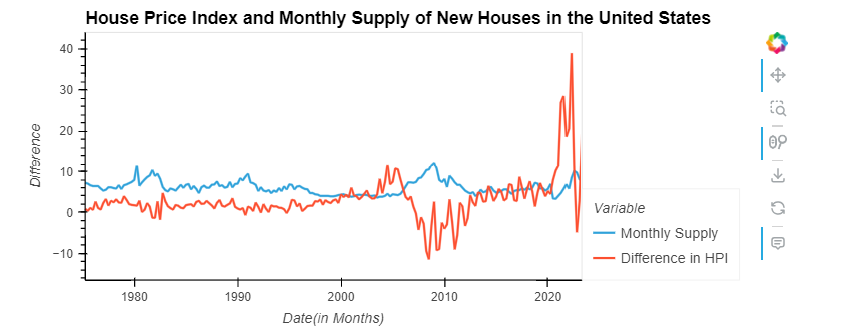 House Price Index and Monthly Supply of New Houses in the United States
40
30
20
10
0
−10
Difference
1980
1990
2000
2010
2020
Date(in Months)
Variable
Monthly Supply
Difference in HPI